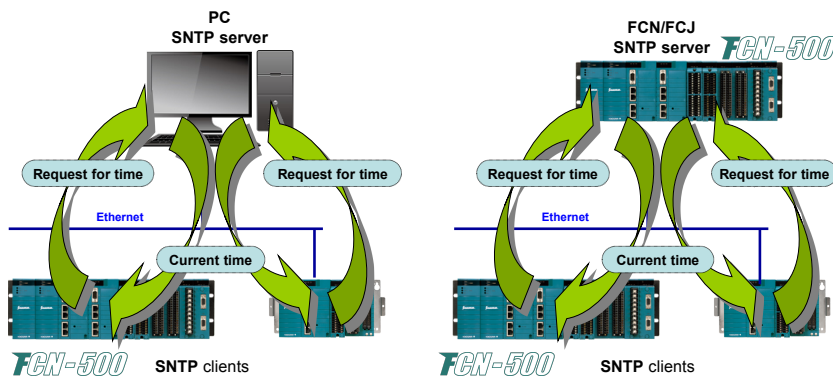 PC
SNTP server
Request for time
Request for time
Ethernet
Current time
FCN-500
SNTP clients
FCN/FCJ
SNTP server
FCN-500
Request for time
Request for time
Ethernet
Current time
FCN-500
SNTP clients